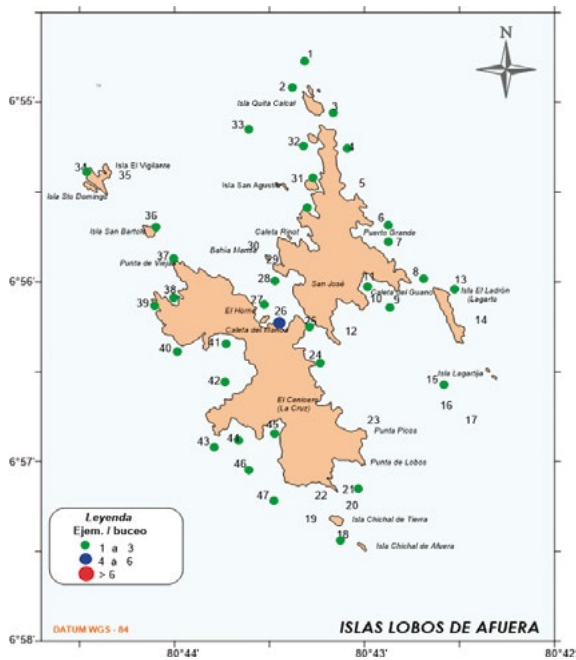 N
1
2
Isla Quita Calcal
6°55'
3
33
32
4
34
Isla El Vigilante
35
31
Isla San Agustin
5
Isla Sto Domingo
36
Isla San Bartolo
Caleta Rinot
6
Puerto Grande
30
Bahía Mansa
7
37
Punta de Viejas
29
6°56'
28
San José
11
8
13
Caleta del Guano
Isla El Ladrón
(Lagarto
38
39
27
10
9
El Horno
26
14
25
12
40
41
24
Isla Lagartija
15
42
El Cenicero
(La Cruz)
16
23
17
Punta Picos
45
43
44
6°57'
46
Punta de Lobos
47
22
21
20
19
Isla Chichal de Tierra
18
Isla Chichal de Afuera
Leyenda
Ejem. / buceo
1 a 3
4 a 6
> 6
DATUM WGS - 84
ISLAS LOBOS DE AFUERA
6°58'
80°44'
80°43'
80°42'